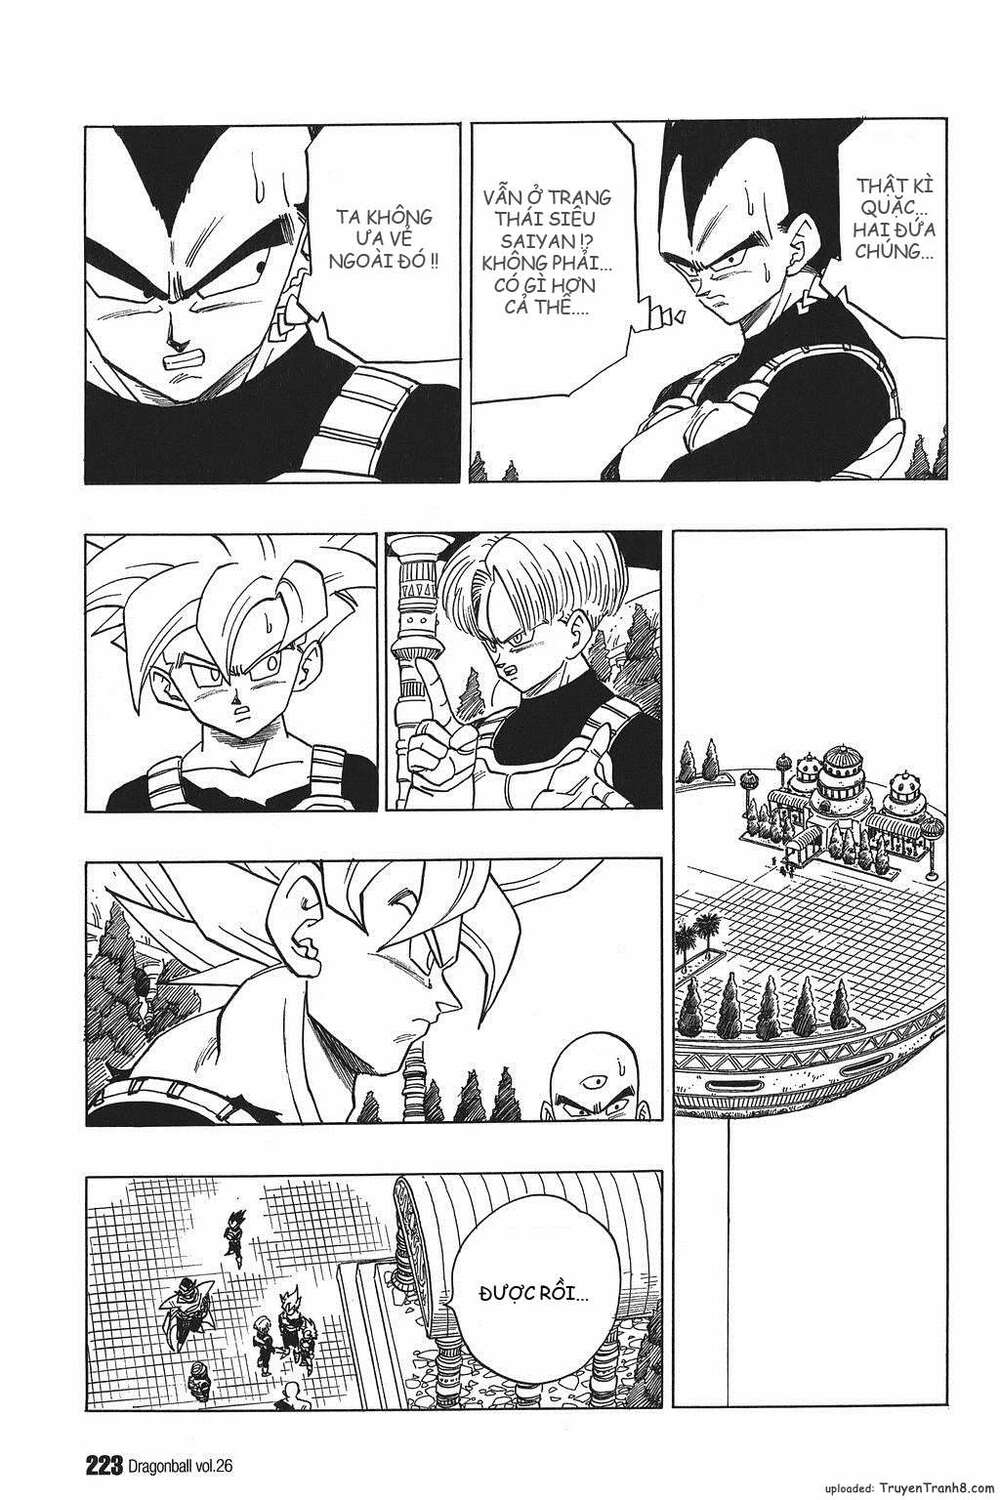 THẬT KÌ
QUẶC...
HAI ĐỨA
CHÚNG...
VẪN Ở TRẠNG
THÁI SIÊU
SAIYAN !?
KHÔNG PHẢI...
CÓ GÌ HƠN
CẢ THẾ....
TA KHÔNG
ƯA VẺ
NGOÀI ĐÓ !!
ĐƯỢC RỒI...
223 Dragonball vol.26
uploaded: TruyenTranh8.com